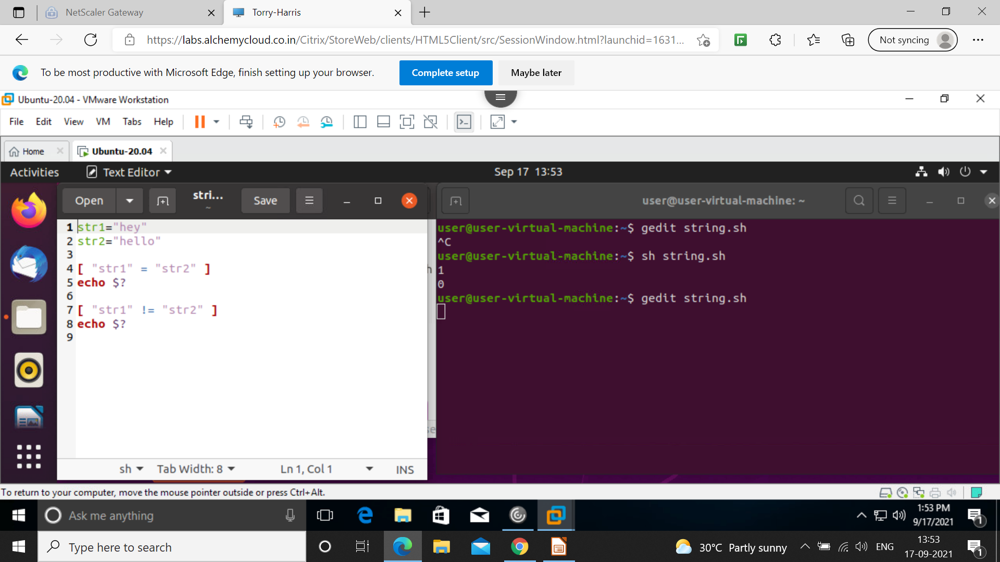 NetScaler Gateway
Torry-Harris
https://labs.alchemycloud.co.in/Citrix/StoreWeb/clients/HTML5Client/src/SessionWindow.html?launchid=1631...
Not syncing
To be most productive with Microsoft Edge, finish setting up your browser.
Complete setup
Maybe later
Ubuntu-20.04 - VMware Workstation
File Edit View VM Tabs Help
Home
Ubuntu-20.04
Activities
Text Editor
Sep 17 13:53
Open
stri...
~
Save
user@user-virtual-machine: ~
1 str1="hey"
2 str2="hello"
3
4 [ "str1" = "str2" ]
5 echo $?
6
7 [ "str1" != "str2" ]
8 echo $?
9
user@user-virtual-machine:~$ gedit string.sh
^C
user@user-virtual-machine:~$ sh string.sh
1
0
user@user-virtual-machine:~$ gedit string.sh
sh
Tab Width: 8
Ln 1, Col 1
INS
To return to your computer, move the mouse pointer outside or press Ctrl+Alt.
Ask me anything
1:53 PM
9/17/2021
1
Type here to search
30°C Partly sunny
ENG
13:53
17-09-2021
1